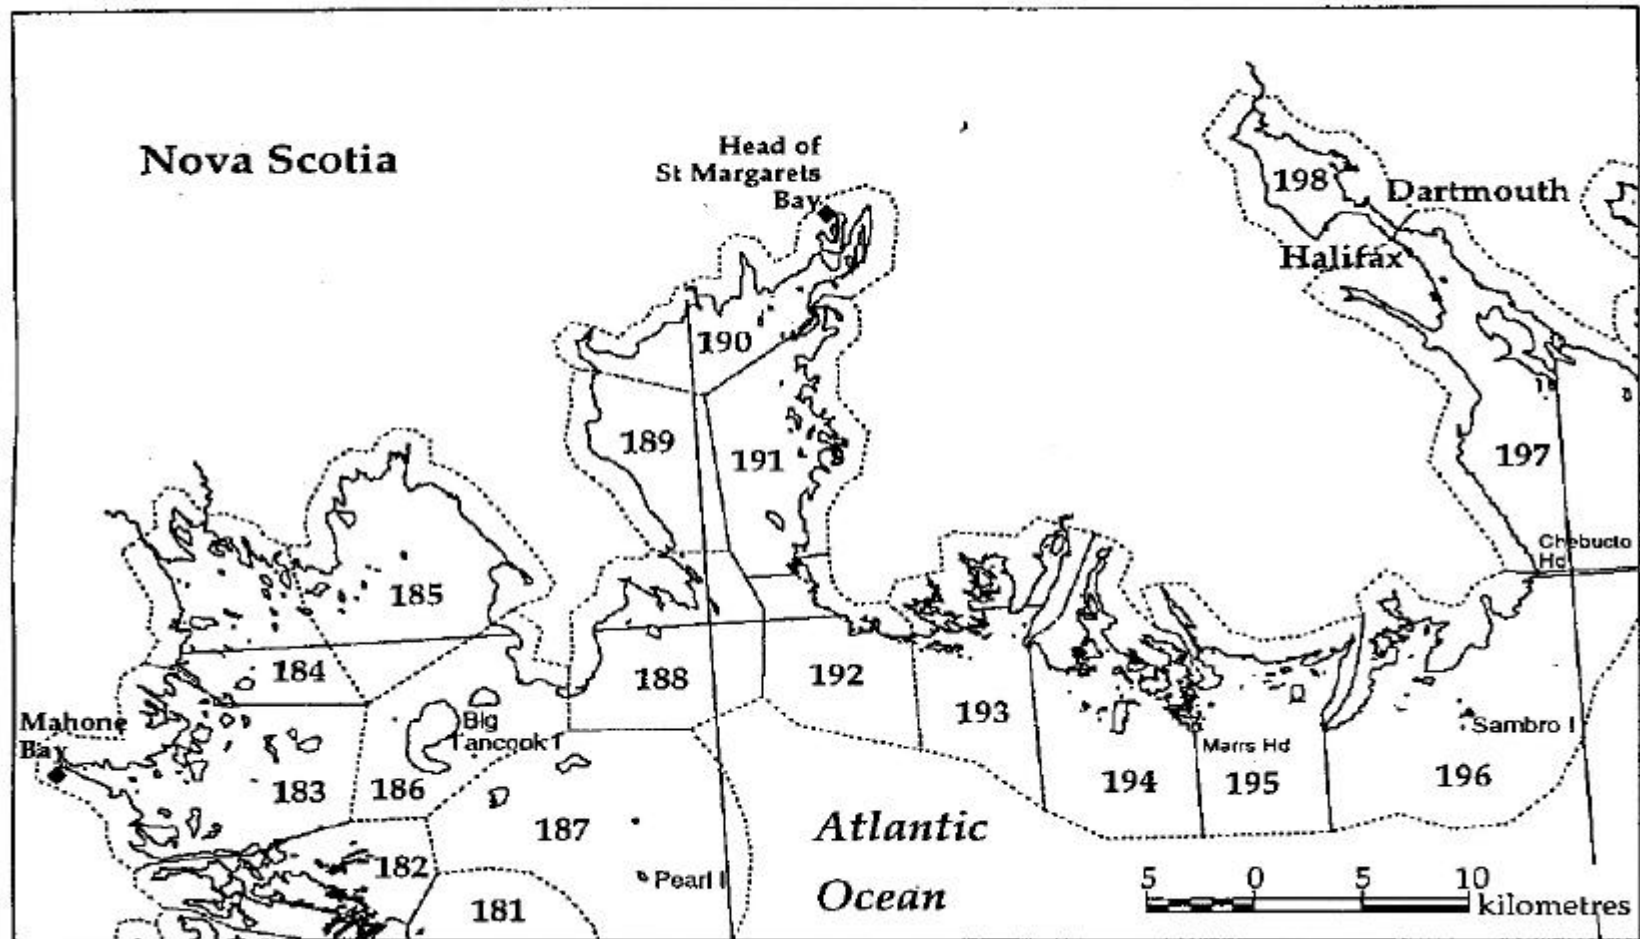 Nova Scotia
Head of
St Margarets
Bay
198
Dartmouth
Halifax
190
189
191
197
Chebucto
Hd
185
184
188
192
193
Mahone
Bay
Big
Tancook I
Sambro I
Marrs Hd
183
186
194
195
196
187
Atlantic
182
Pearl I
Ocean
181
5 0 5 10
kilometres